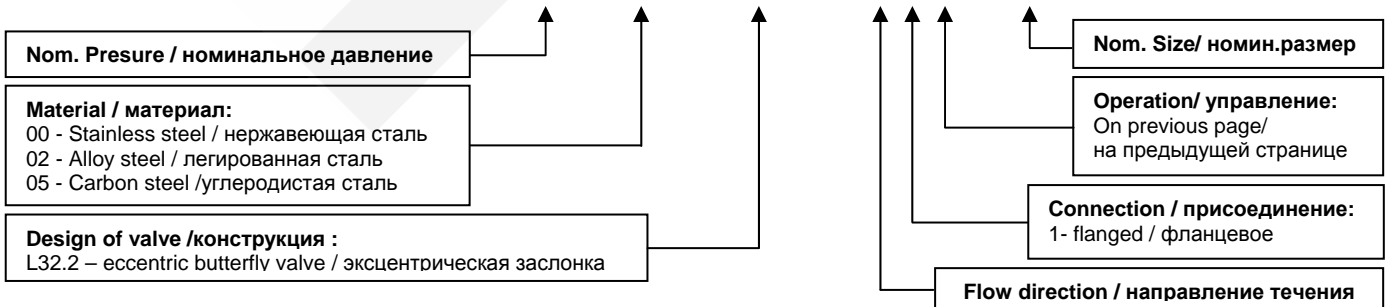 Nom. Presure / номинальное давление
Material / материал:
00 - Stainless steel / нержавеющая сталь
02 - Alloy steel / легированная сталь
05 - Carbon steel /углеродистая сталь
Design of valve /конструкция :
L32.2 – eccentric butterfly valve / эксцентрическая заслонка
Nom. Size/ номин.размер
Operation/ управление:
On previous page/
на предыдущей странице
Connection / присоединение:
1- flanged / фланцевое
Flow direction / направление течения